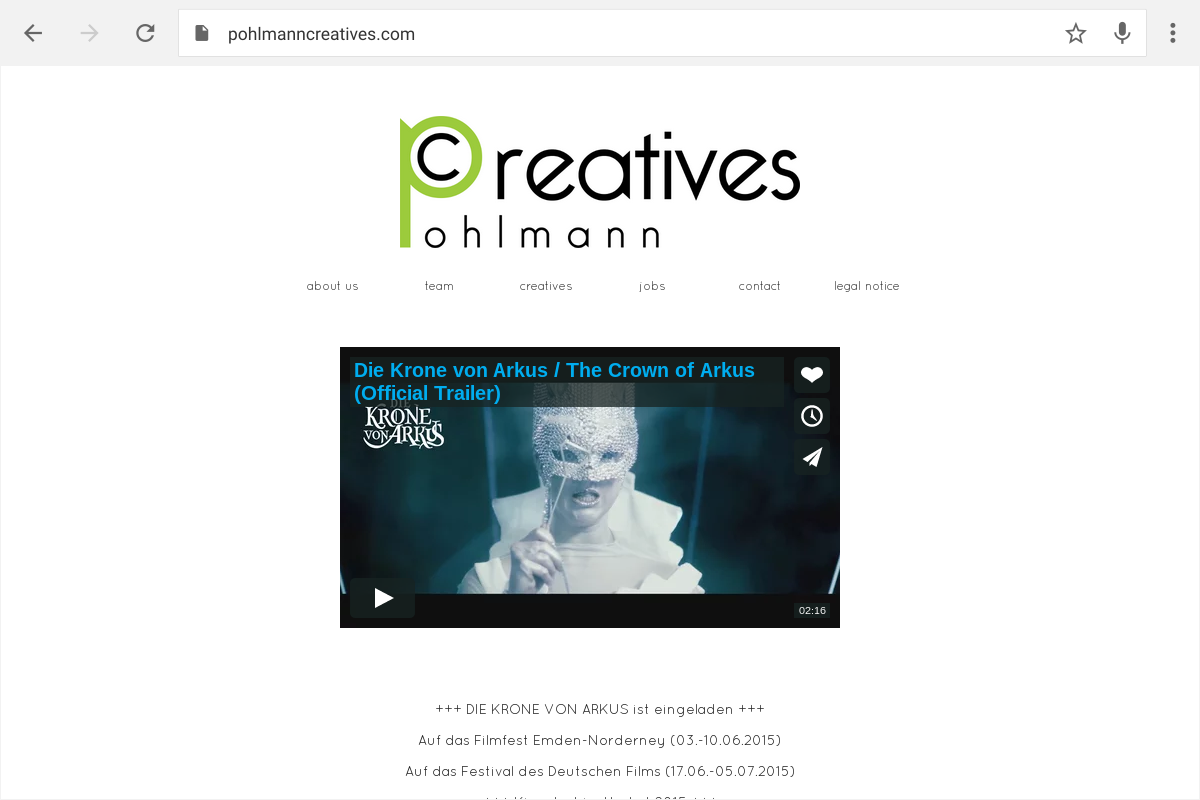 pohlmanncreatives.com
creatives
pohlmann
about us team creatives jobs contact legal notice
Die Krone von Arkus / The Crown of Arkus
(Official Trailer)
DIE
KRONE
VON ARKUS
02:16
+++ DIE KRONE VON ARKUS ist eingeladen +++
Auf das Filmfest Emden-Norderney (03.-10.06.2015)
Auf das Festival des Deutschen Films (17.06.-05.07.2015)